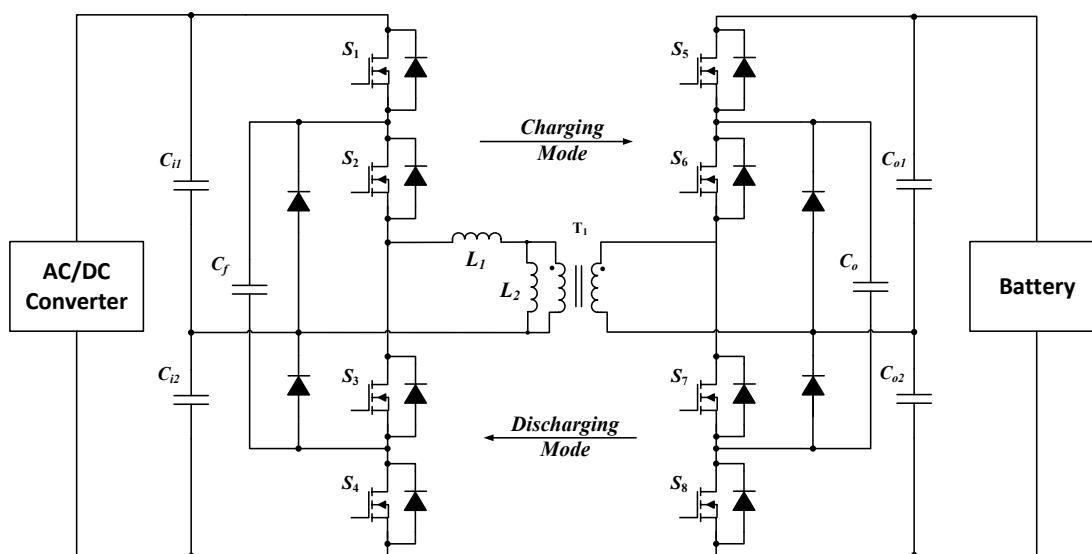 S1
S5
Charging
Mode
Ci1
S2
S6
Co1
T1
AC/DC
Converter
Cf
L1
L2
Co
Battery
Ci2
S3
S7
Co2
Discharging
Mode
S4
S8